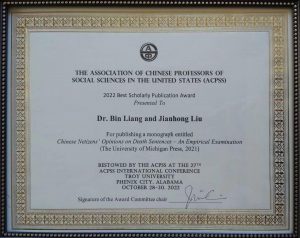 THE ASSOCIATION OF CHINESE PROFESSORS OF
SOCIAL SCIENCES IN THE UNITED STATES (ACPSS)
2022 Best Scholarly Publication Award
Presented To
Dr. Bin Liang and Jianhong Liu
For publishing a monograph entitled
Chinese Netizens' Opinions on Death Sentences – An Empirical Examination
(The University of Michigan Press, 2021)
BESTOWED BY THE ACPSS AT THE 27TH
ACPSS INTERNATIONAL CONFERENCE
TROY UNIVERSITY
PHENIX CITY, ALABAMA
OCTOBER 28-30, 2022
Signature of the Award Committee chair